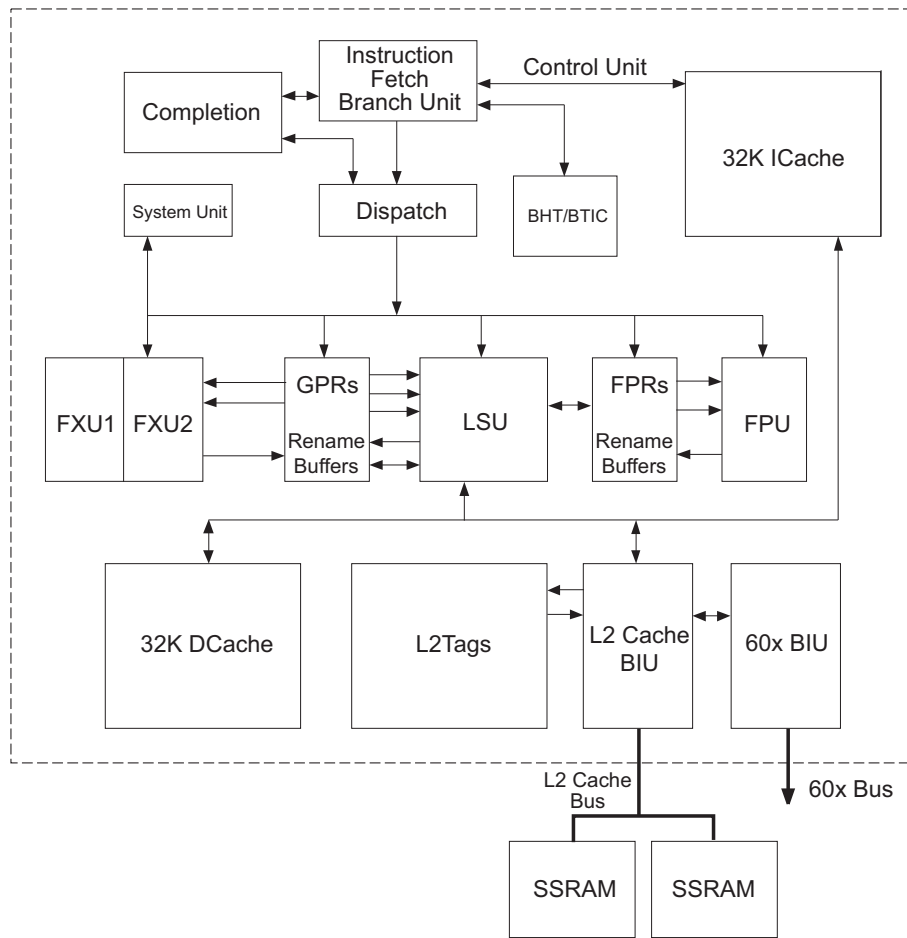 Instruction
Fetch
Branch Unit
Control Unit
Completion
32K ICache
System Unit
Dispatch
BHT/BTIC
FXU1
FXU2
GPRs
Rename
Buffers
LSU
FPRs
Rename
Buffers
FPU
32K DCache
L2Tags
L2 Cache
BIU
60x BIU
L2 Cache
Bus
60x Bus
SSRAM
SSRAM